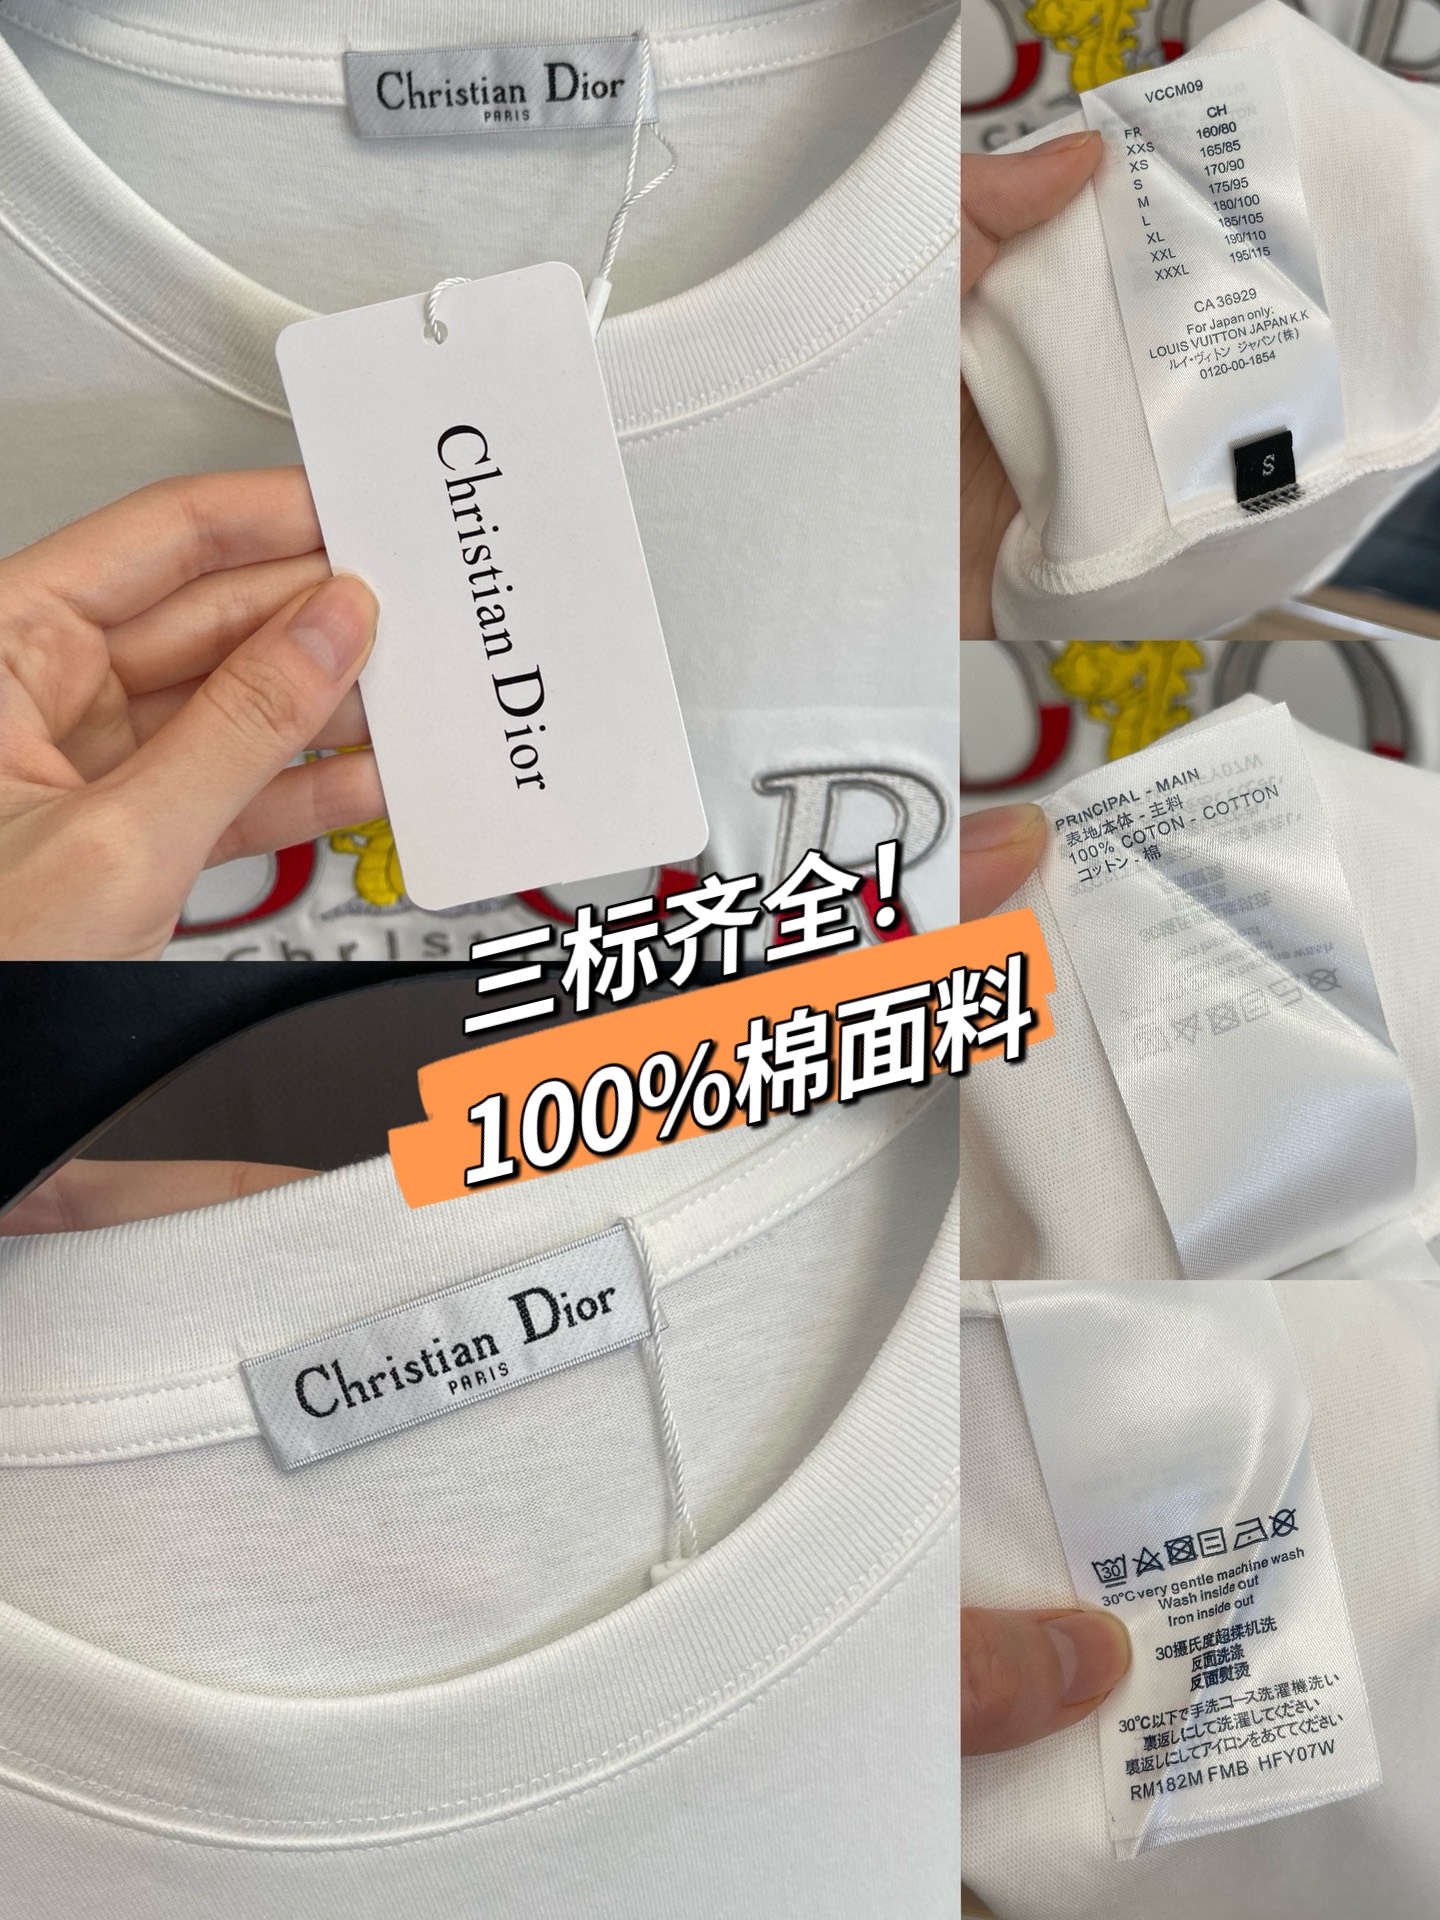 Christian Dior
PARIS
Christian Dior
R
Christ
三标齐全！
100%棉面料
Christian Dior
PARIS
VCCM09
FR CH
XXS 160/80
XS 165/85
S 170/90
M 175/95
L 180/100
XL 185/105
XXL 190/110
XXXL 195/115
CA 36929
For Japan only:
LOUIS VUITTON JAPAN K.K
ルイ・ヴィトン ジャパン(株)
0120-00-1854
S
PRINCIPAL - MAIN
表地/本体 - 主料
100% COTON - COTTON
コットン - 棉
30
30°C very gentle machine wash
Wash inside out
Iron inside out
30摄氏度超揉机洗
反面洗涤
反面熨烫
30°C以下で手洗コース洗濯機洗い
裏返しにして洗濯してください
裏返しにしてアイロンをあててください
RM182M FMB HFY07W